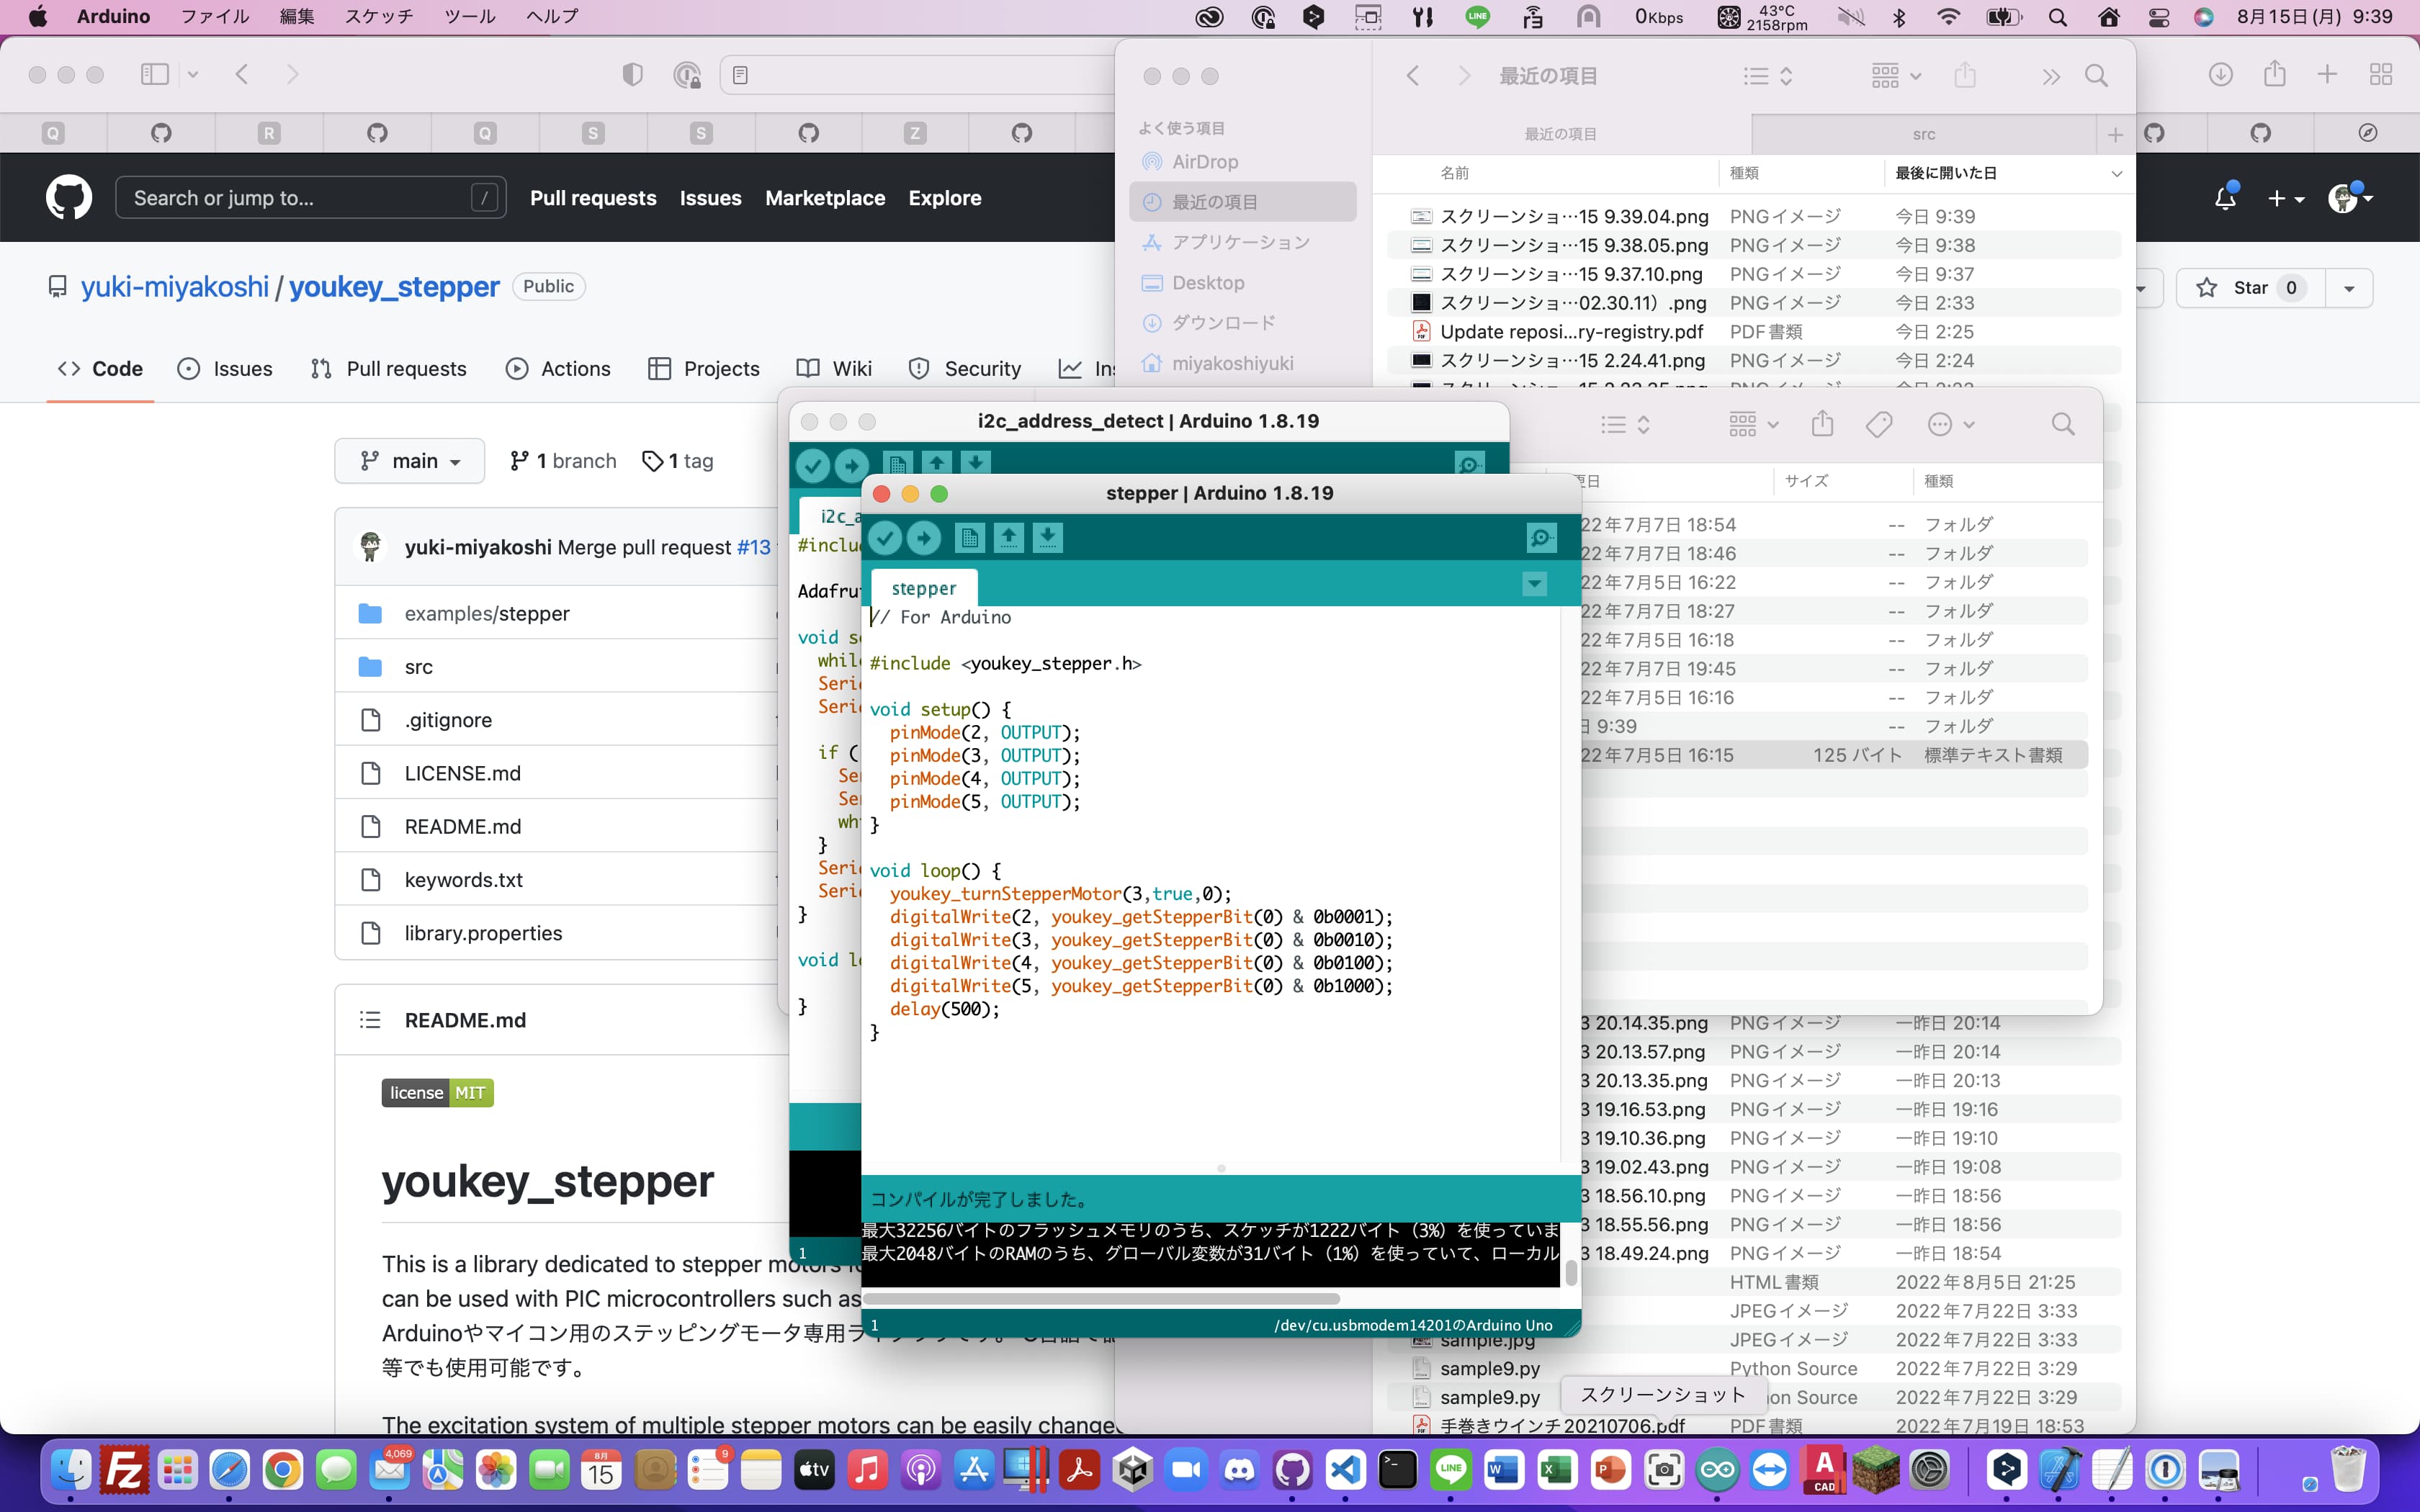 Arduino ファイル 編集 スケッチ ツール ヘルプ
LINE 0Kbps 43°C 2158rpm 8月15日(月) 9:39
最近の項目
Q R Q S S Z
最近の項目 src
よく使う項目
AirDrop
最近の項目
アプリケーション
Desktop
ダウンロード
miyakoshiyuki
名前 種類 最後に開いた日
スクリーンショ…15 9.39.04.png PNGイメージ 今日 9:39
スクリーンショ…15 9.38.05.png PNGイメージ 今日 9:38
スクリーンショ…15 9.37.10.png PNGイメージ 今日 9:37
スクリーンショ…02.30.11）.png PNGイメージ 今日 2:33
Update reposi...ry-registry.pdf PDF書類 今日 2:25
スクリーンショ…15 2.24.41.png PNGイメージ 今日 2:24
Search or jump to... /
Pull requests Issues Marketplace Explore
yuki-miyakoshi / youkey_stepper Public
Star 0
Code Issues Pull requests Actions Projects Wiki Security Ins
main 1 branch 1 tag
yuki-miyakoshi Merge pull request #13
examples/stepper
src
.gitignore
LICENSE.md
README.md
keywords.txt
library.properties
README.md
license MIT
youkey_stepper
This is a library dedicated to stepper motors
can be used with PIC microcontrollers such as
Arduinoやマイコン用のステッピングモータ専用
等でも使用可能です。
The excitation system of multiple stepper motors can be easily change
i2c_address_detect | Arduino 1.8.19
i2c_a
#inclu
Adafru
void se
while
Seri
Seri
if (
Se
Se
wh
}
Seri
Seri
}
void lo
}
1
stepper | Arduino 1.8.19
stepper
// For Arduino
#include <youkey_stepper.h>
void setup() {
pinMode(2, OUTPUT);
pinMode(3, OUTPUT);
pinMode(4, OUTPUT);
pinMode(5, OUTPUT);
}
void loop() {
youkey_turnStepperMotor(3,true,0);
digitalWrite(2, youkey_getStepperBit(0) & 0b0001);
digitalWrite(3, youkey_getStepperBit(0) & 0b0010);
digitalWrite(4, youkey_getStepperBit(0) & 0b0100);
digitalWrite(5, youkey_getStepperBit(0) & 0b1000);
delay(500);
}
コンパイルが完了しました。
最大32256バイトのフラッシュメモリのうち、スケッチが1222バイト（3%）を使っていま
最大2048バイトのRAMのうち、グローバル変数が31バイト（1%）を使っていて、ローカル
1 /dev/cu.usbmodem14201のArduino Uno
更日 サイズ 種類
22年7月7日 18:54 -- フォルダ
22年7月7日 18:46 -- フォルダ
22年7月5日 16:22 -- フォルダ
22年7月7日 18:27 -- フォルダ
22年7月5日 16:18 -- フォルダ
22年7月7日 19:45 -- フォルダ
22年7月5日 16:16 -- フォルダ
日 9:39 -- フォルダ
22年7月5日 16:15 125 バイト 標準テキスト書類
3 20.14.35.png PNGイメージ 一昨日 20:14
3 20.13.57.png PNGイメージ 一昨日 20:14
3 20.13.35.png PNGイメージ 一昨日 20:13
3 19.16.53.png PNGイメージ 一昨日 19:16
3 19.10.36.png PNGイメージ 一昨日 19:10
3 19.02.43.png PNGイメージ 一昨日 19:08
3 18.56.10.png PNGイメージ 一昨日 18:56
3 18.55.56.png PNGイメージ 一昨日 18:56
3 18.49.24.png PNGイメージ 一昨日 18:54
HTML書類 2022年8月5日 21:25
JPEGイメージ 2022年7月22日 3:33
sample.jpg JPEGイメージ 2022年7月22日 3:33
sample9.py Python Source 2022年7月22日 3:29
sample9.py on Source 2022年7月22日 3:29
手巻きウインチ20210706.pdf PDF書類 2022年7月19日 18:53
スクリーンショット
Fz 4,069 8月 15 9 tv LINE W X P A CAD